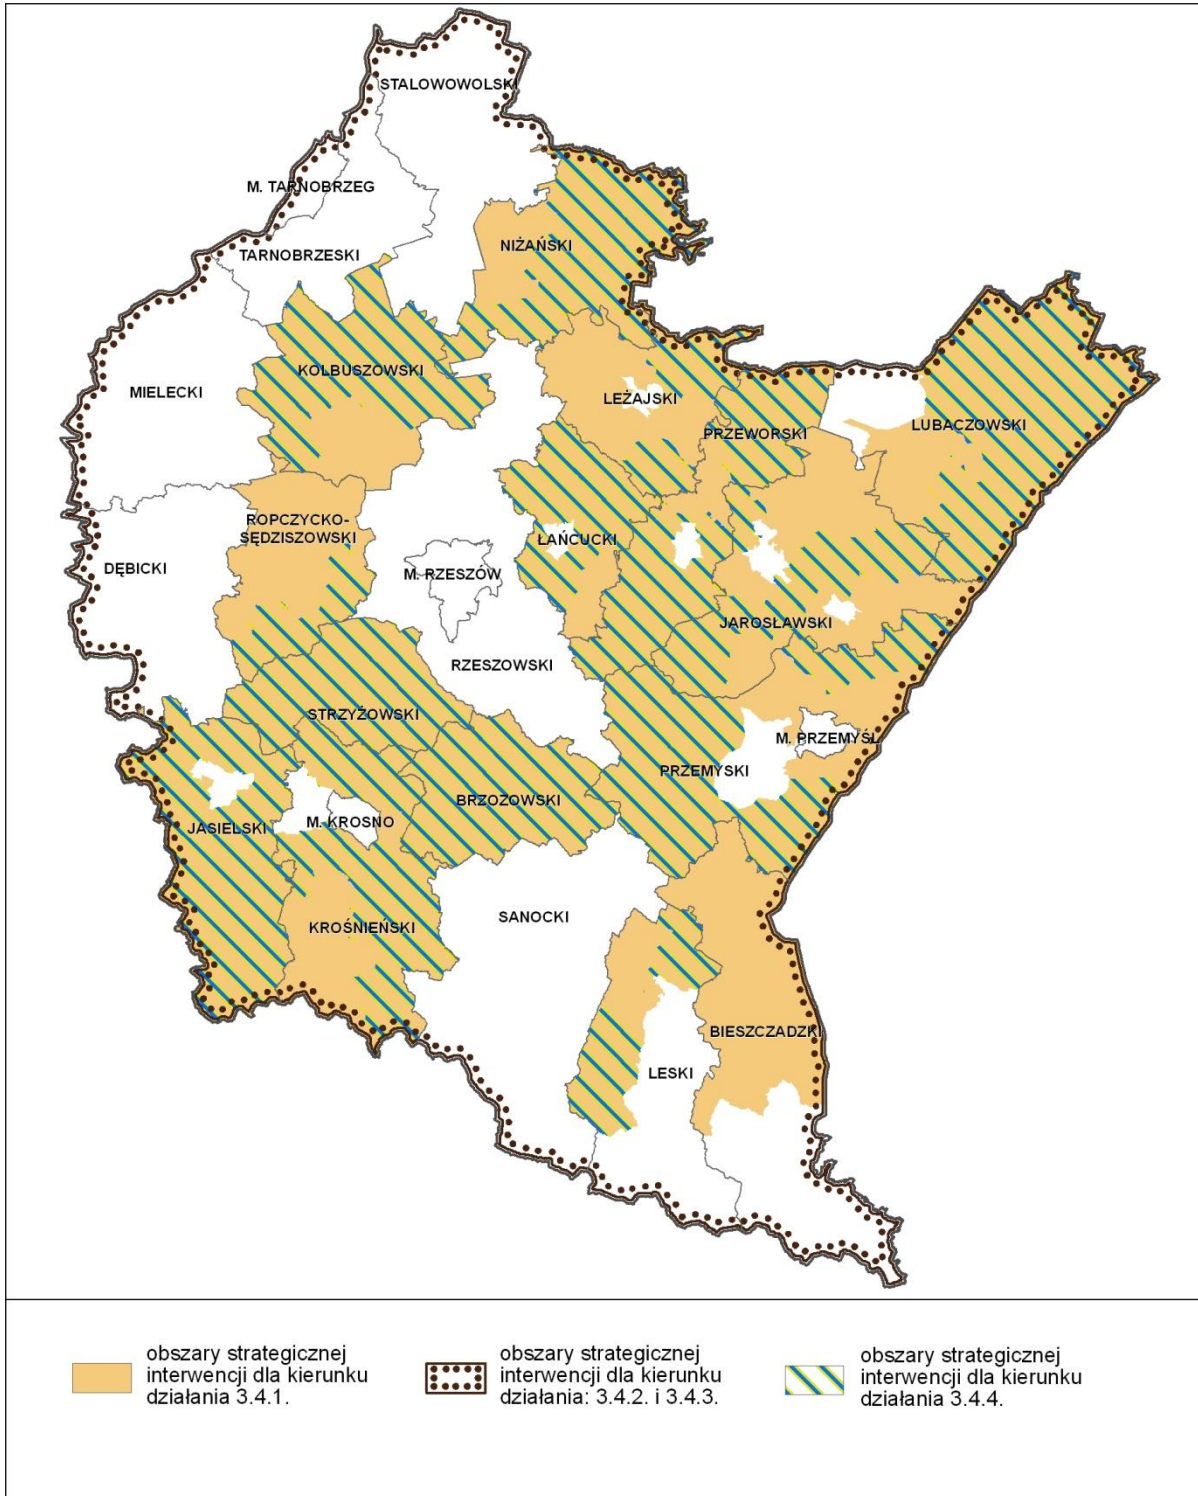 STALOWOWOLSKI
M. TARNOBRZEG
TARNOBRZESKI
NIŻAŃSKI
KOLBUSZOWSKI
MIELECKI
LEŻAJSKI
PRZEWORSKI
LUBACZOWSKI
ROPCZYCKO-
SĘDZISZOWSKI
DĘBICKI
ŁAŃCUCKI
M. RZESZÓW
JAROSŁAWSKI
RZESZOWSKI
STRZYŻOWSKI
M. PRZEMYŚL
PRZEMYSKI
BRZOZOWSKI
JASIELSKI
M. KROSNO
SANOCKI
KROŚNIEŃSKI
BIESZCZADZKI
LESKI
obszary strategicznej
interwencji dla kierunku
działania 3.4.1.
obszary strategicznej
interwencji dla kierunku
działania: 3.4.2. i 3.4.3.
obszary strategicznej
interwencji dla kierunku
działania 3.4.4.